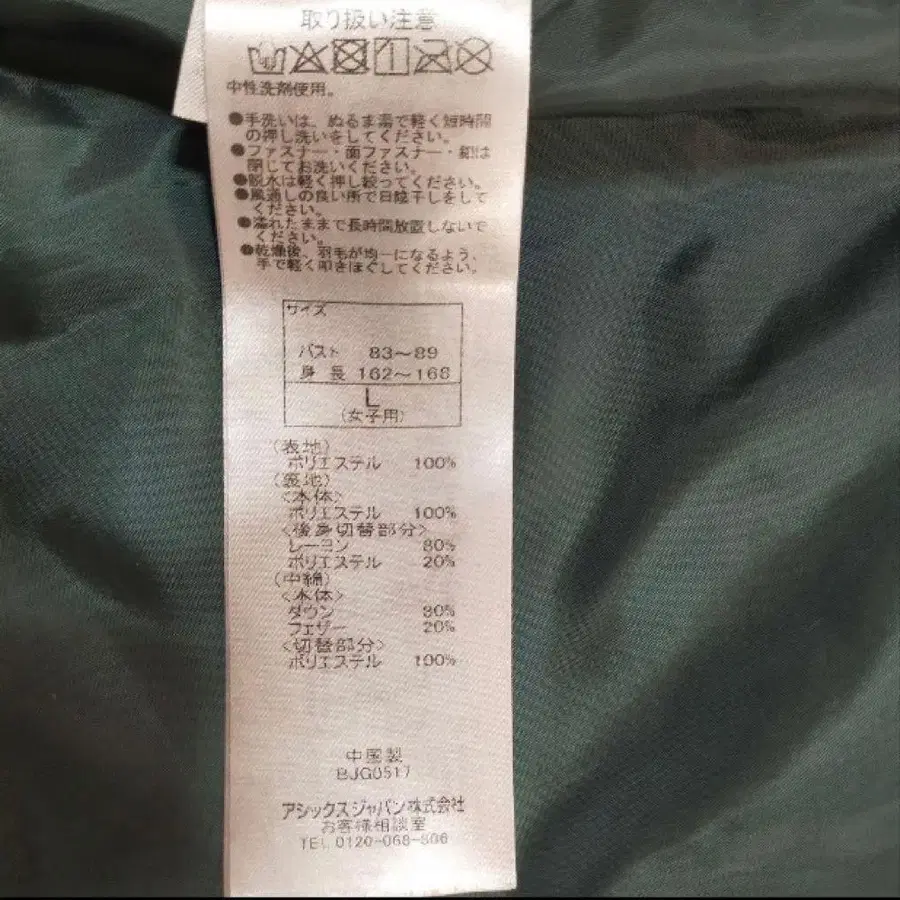 取り扱い注意
中性洗剤使用。
●手洗いは、ぬるま湯で軽く短時間
の押し洗いをしてください。
●ファスナー・面ファスナー・釦は
閉じてお洗いください。
●脱水は軽く押し絞ってください。
●風通しの良い所で日陰干しをして
ください。
●濡れたままで長時間放置しないで
ください。
●乾燥後、羽毛が均一になるよう、
手で軽く叩きほぐしてください。
サイズ
バスト 83～89
身長 162～168
L
(女子用)
(表地)
ポリエステル 100%
(裏地)
<本体>
ポリエステル 100%
<後身切替部分>
レーヨン 80%
ポリエステル 20%
(中綿)
<本体>
ダウン 80%
フェザー 20%
<切替部分>
ポリエステル 100%
中国製
BJG0517
アシックスジャパン株式会社
お客様相談室
TEL 0120-068-806